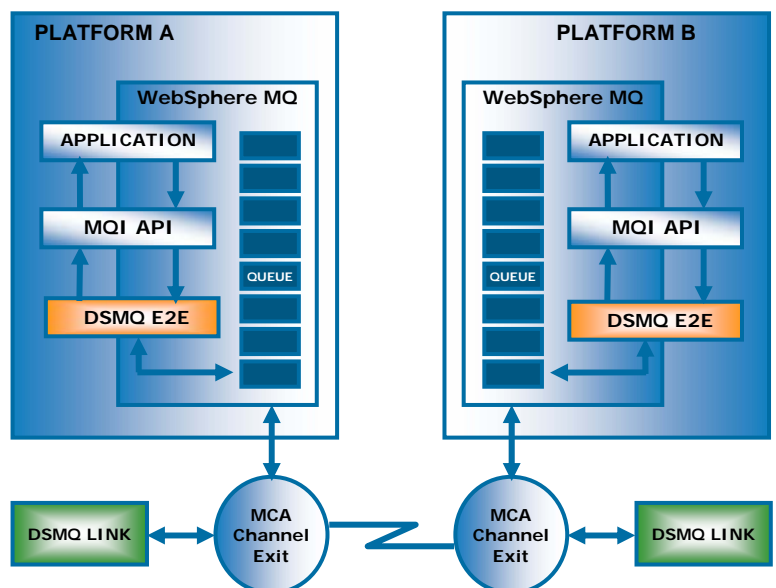 PLATFORM A
WebSphere MQ
APPLICATION
MQI API
QUEUE
DSMQ E2E
PLATFORM B
WebSphere MQ
APPLICATION
MQI API
QUEUE
DSMQ E2E
DSMQ LINK
MCA
Channel
Exit
MCA
Channel
Exit
DSMQ LINK